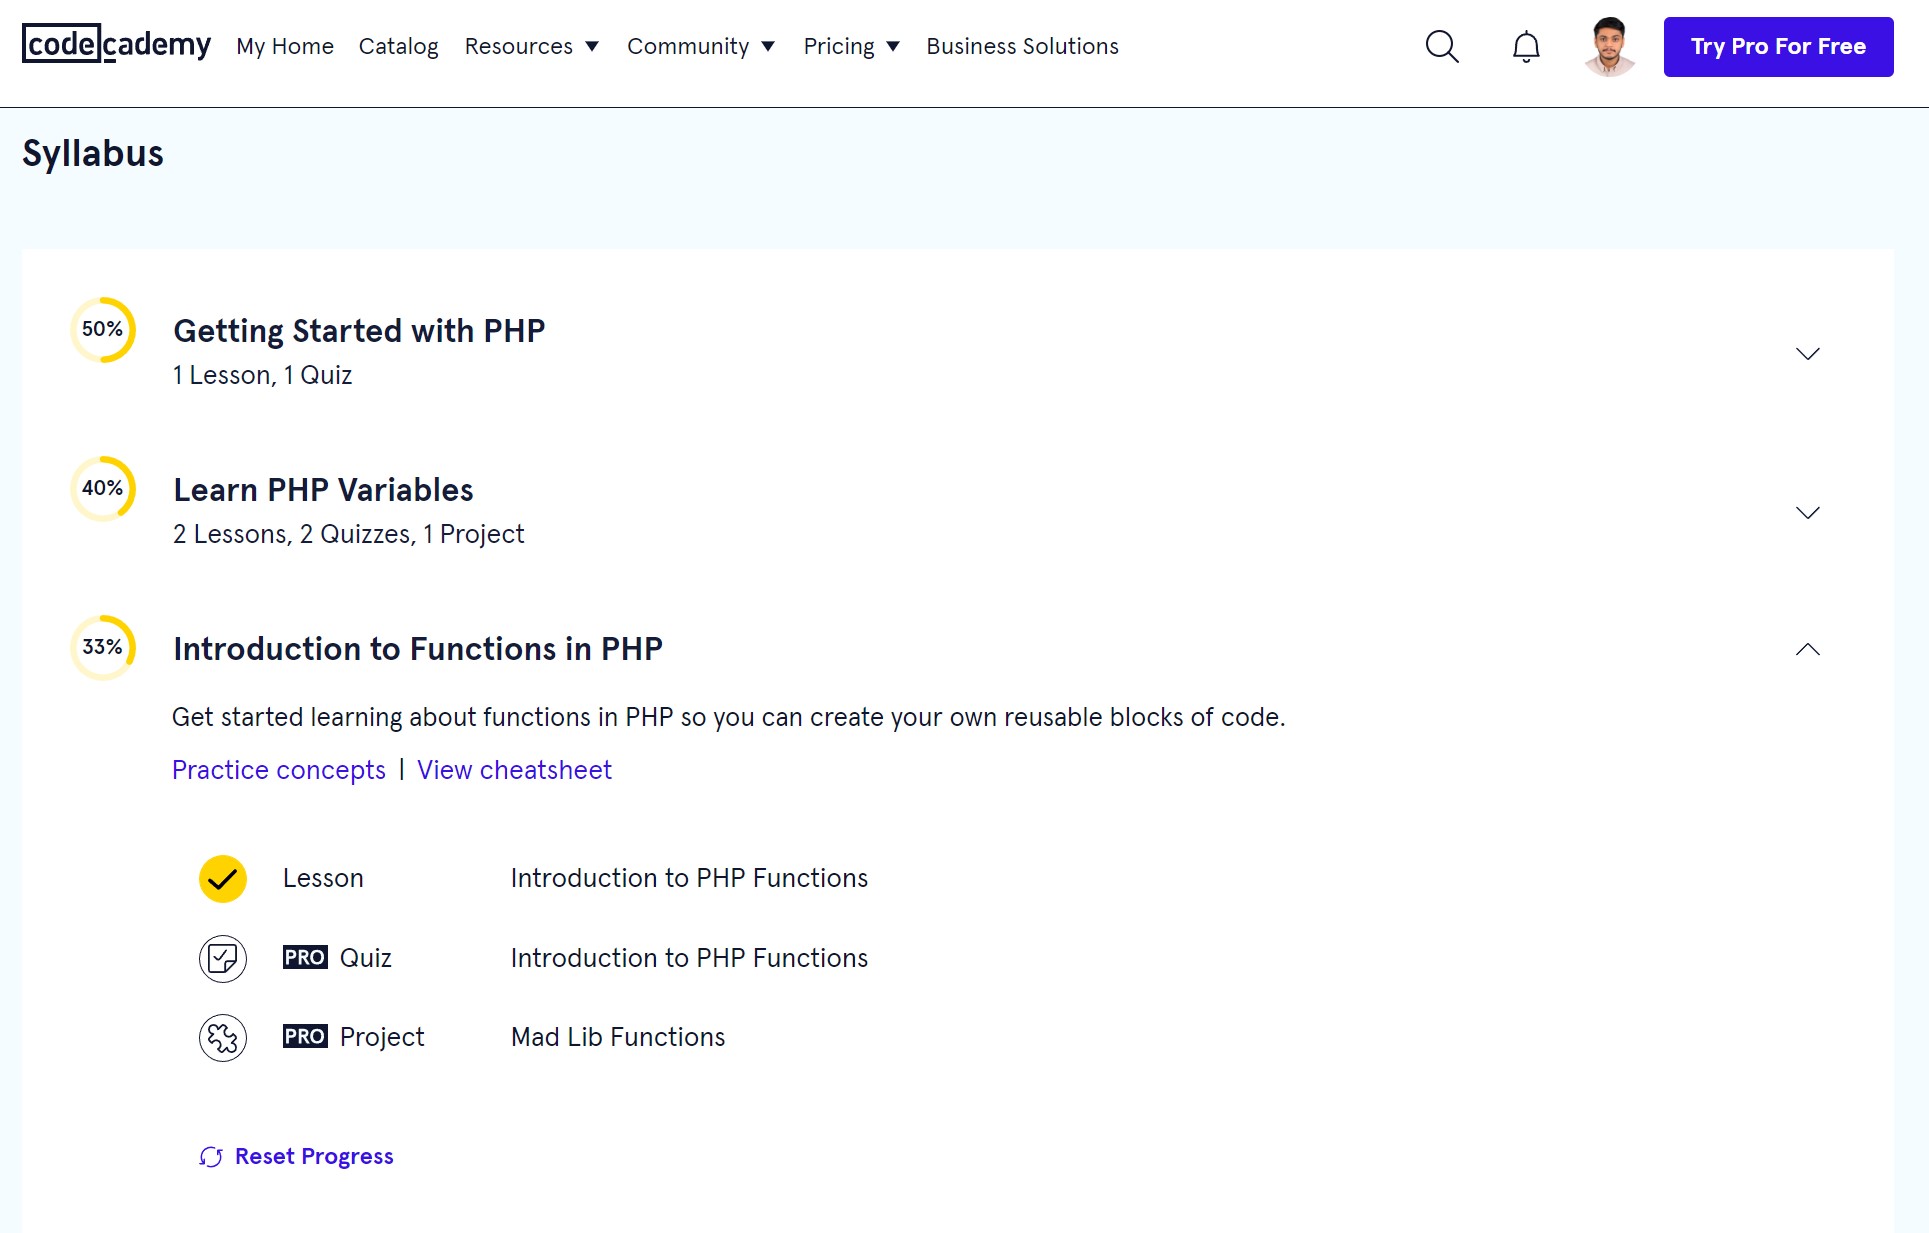 codecademy My Home Catalog Resources Community Pricing Business Solutions Try Pro For Free
Syllabus
50% Getting Started with PHP
1 Lesson, 1 Quiz
40% Learn PHP Variables
2 Lessons, 2 Quizzes, 1 Project
33% Introduction to Functions in PHP
Get started learning about functions in PHP so you can create your own reusable blocks of code.
Practice concepts | View cheatsheet
Lesson Introduction to PHP Functions
PRO Quiz Introduction to PHP Functions
PRO Project Mad Lib Functions
Reset Progress